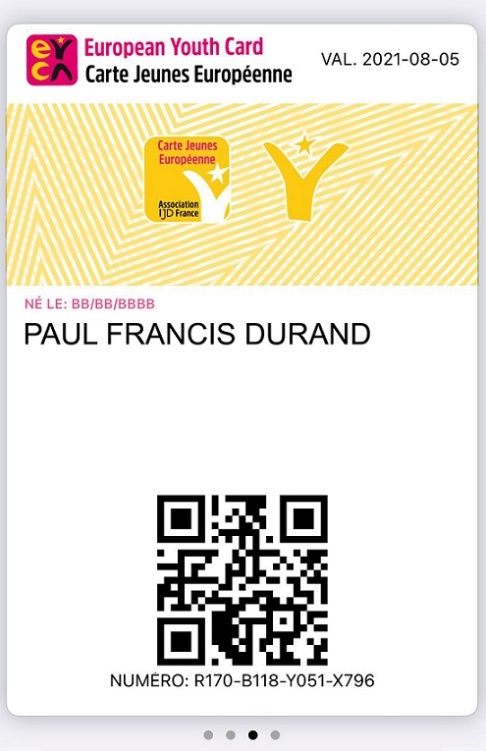 eyca
European Youth Card
Carte Jeunes Européenne
VAL. 2021-08-05
Carte Jeunes
Européenne
Association
IJD France
NÉ LE: BB/BB/BBBB
PAUL FRANCIS DURAND
NUMÉRO: R170-B118-Y051-X796